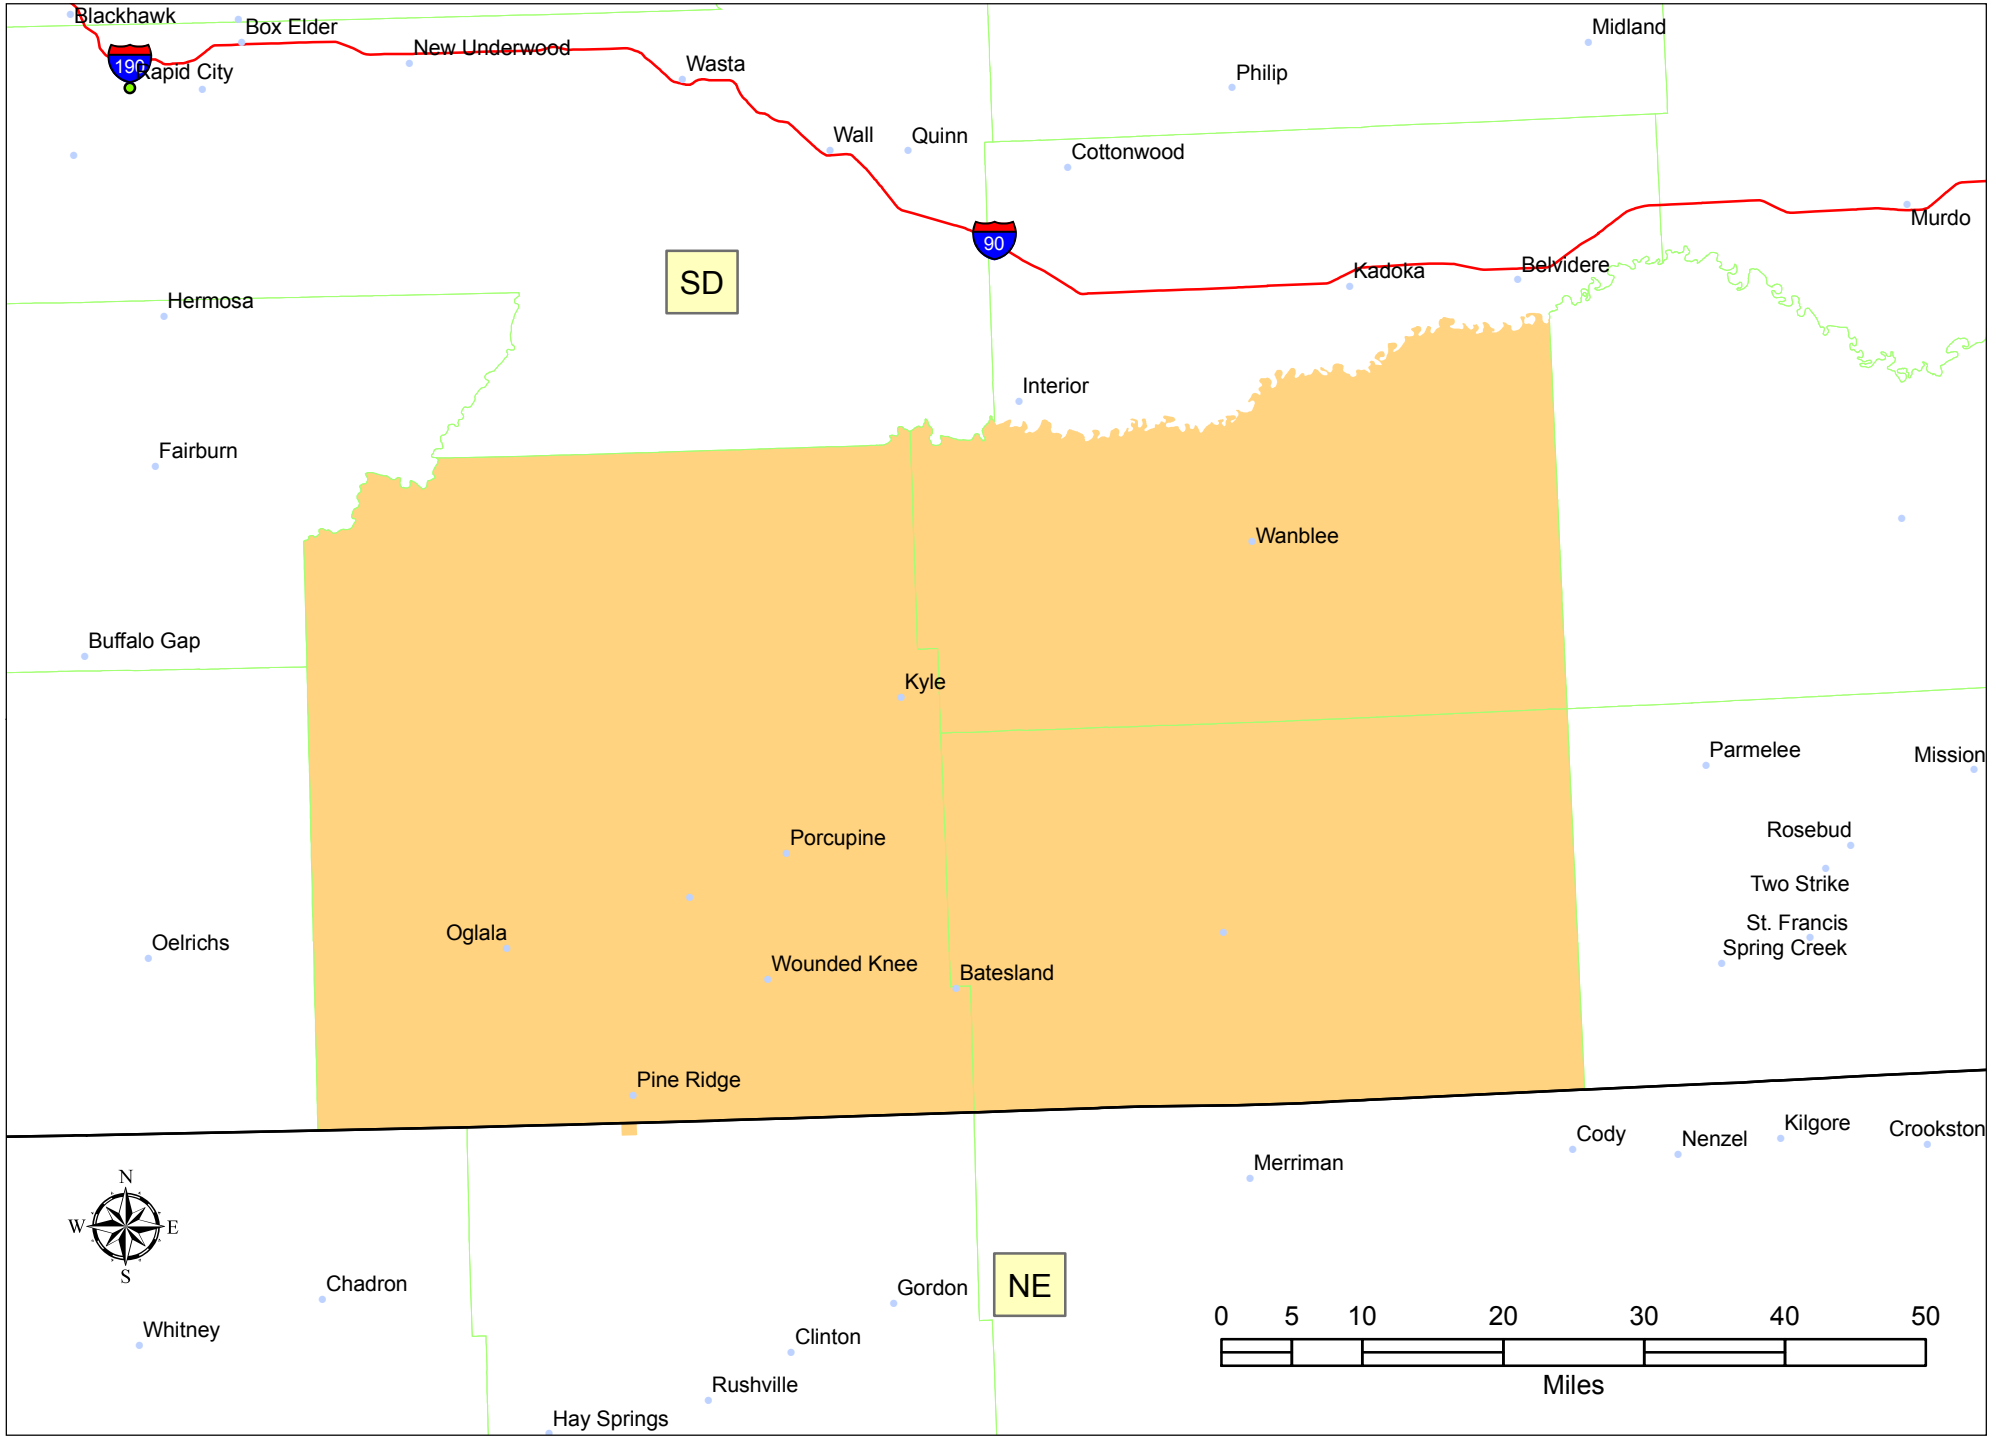 Blackhawk
Box Elder
New Underwood
Midland
190
Rapid City
Wasta
Philip
Wall
Quinn
Cottonwood
Murdo
90
SD
Kadoka
Belvidere
Hermosa
Interior
Fairburn
Wanblee
Buffalo Gap
Kyle
Parmelee
Mission
Porcupine
Rosebud
Two Strike
Oglala
St. Francis
Oelrichs
Wounded Knee
Batesland
Spring Creek
Pine Ridge
Cody
Nenzel
Kilgore
Crookston
Merriman
N
W
E
S
Chadron
Gordon
NE
Whitney
Clinton
0 5 10 20 30 40 50
Miles
Rushville
Hay Springs